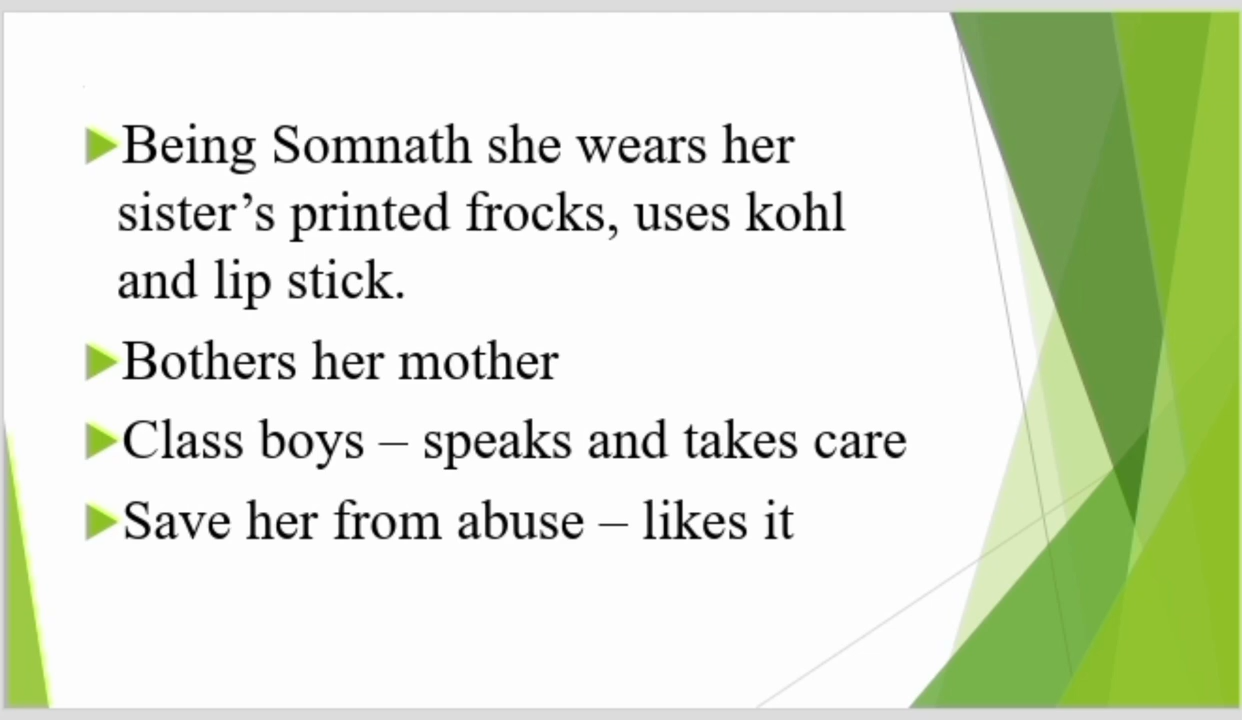 Being Somnath she wears her
sister’s printed frocks, uses kohl
and lip stick.
Bothers her mother
Class boys – speaks and takes care
Save her from abuse – likes it